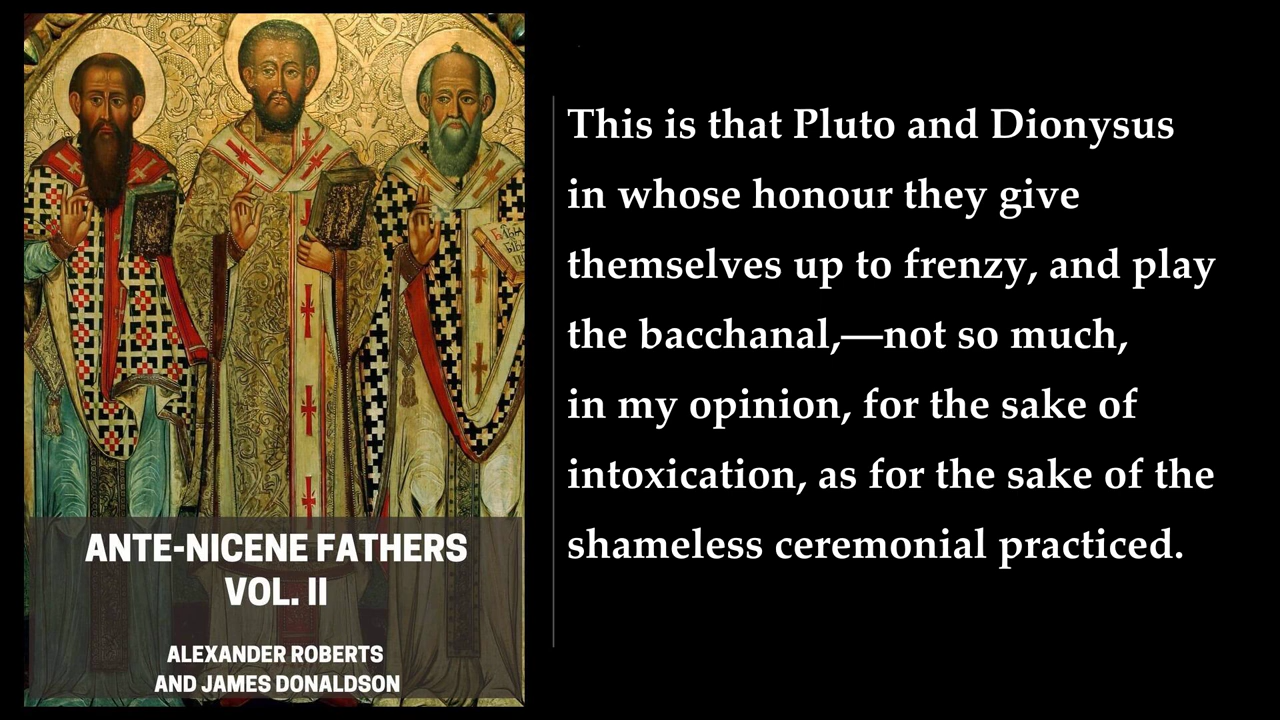 ANTE-NICENE FATHERS
VOL. II
ALEXANDER ROBERTS
AND JAMES DONALDSON
This is that Pluto and Dionysus
in whose honour they give
themselves up to frenzy, and play
the bacchanal,—not so much,
in my opinion, for the sake of
intoxication, as for the sake of the
shameless ceremonial practiced.